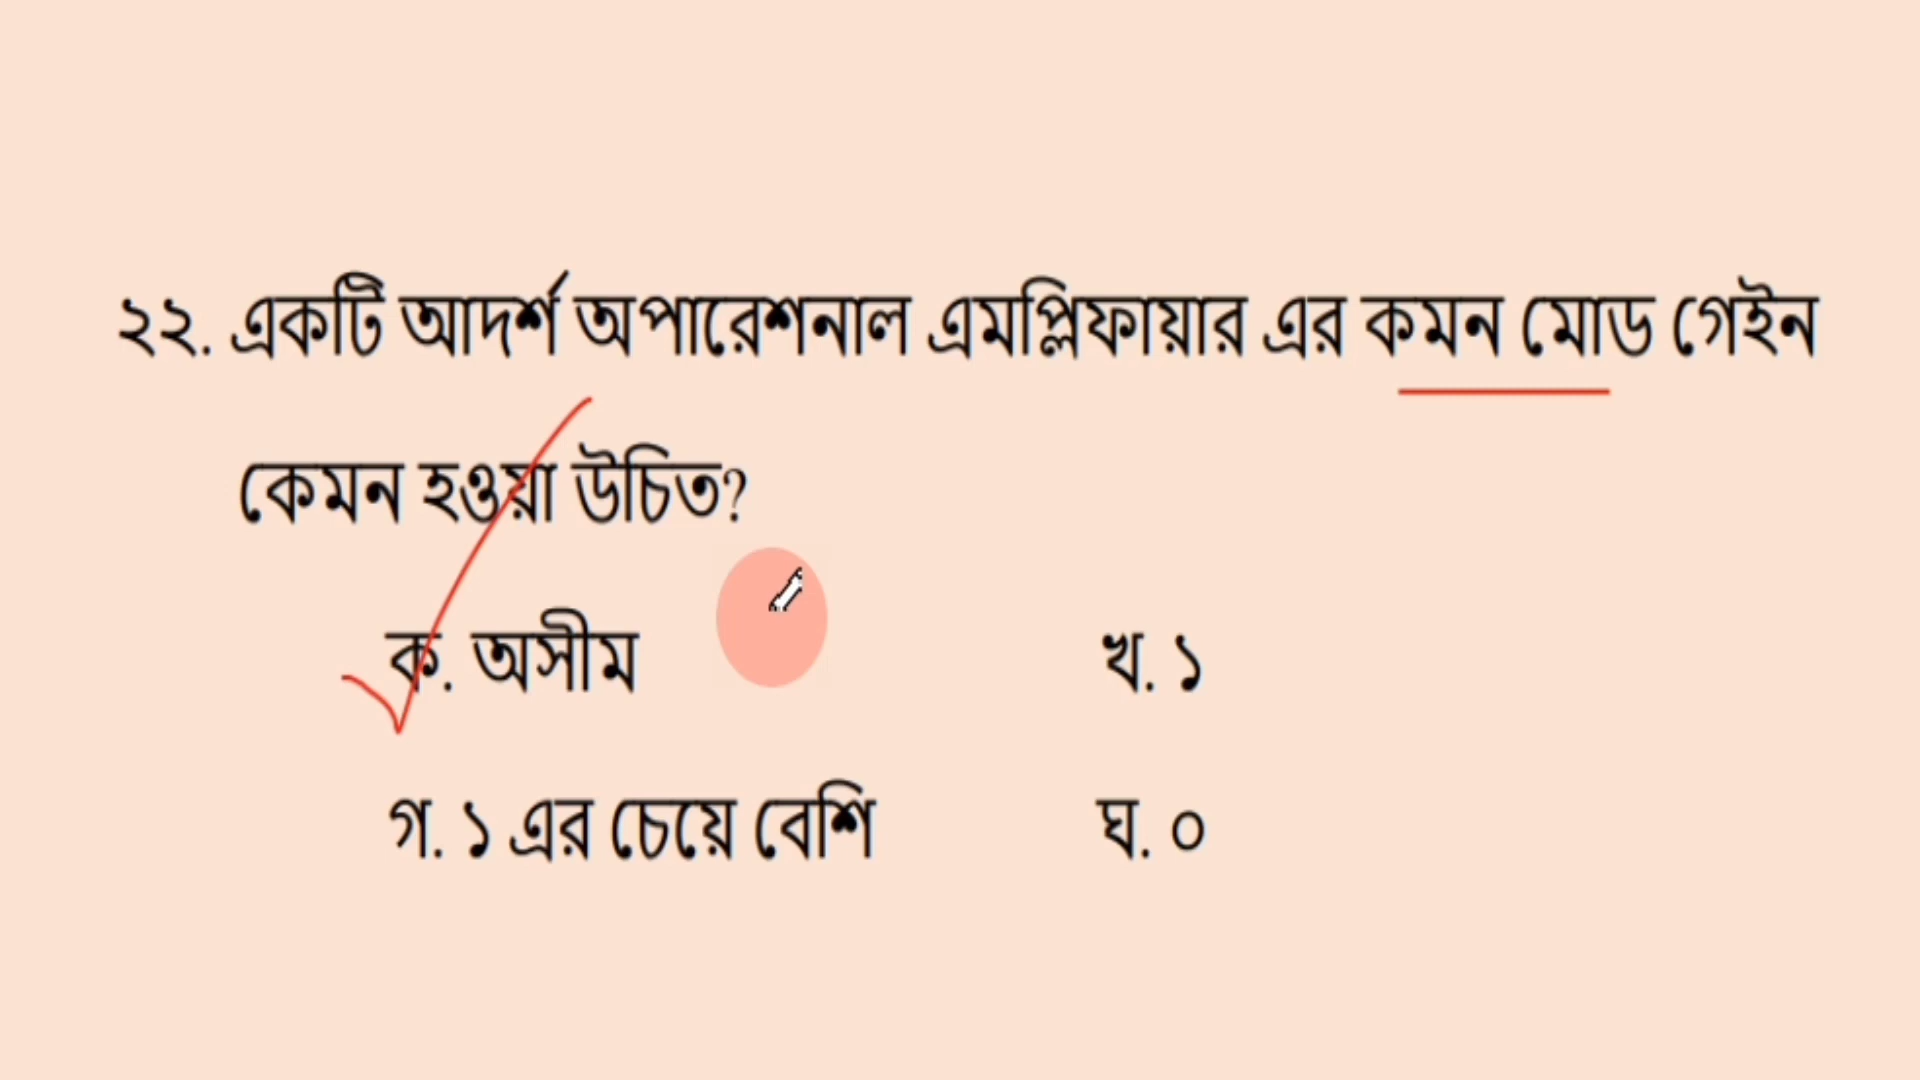 ২২. একটি আদর্শ অপারেশনাল এমপ্লিফায়ার এর কমন মোড গেইন
কেমন হওয়া উচিত?
ক. অসীম খ. ১
গ. ১ এর চেয়ে বেশি ঘ. ০